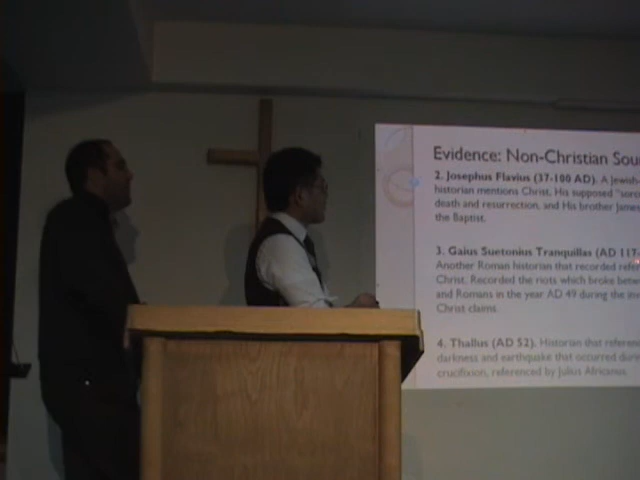 Evidence: Non-Christian Sou
2. Josephus Flavius (37-100 AD). A Jewish-
historian mentions Christ, His supposed "sorc
death and resurrection, and His brother James
the Baptist.
3. Gaius Suetonius Tranquillas (AD 117-
Another Roman historian that recorded refe
Christ. Recorded the riots which broke betw
and Romans in the year AD 49 during the
Christ claims.
4. Thallus (AD 52). Historian that referen
darkness and earthquake that occurred duri
crucifixion, referenced by Julius Africanus.